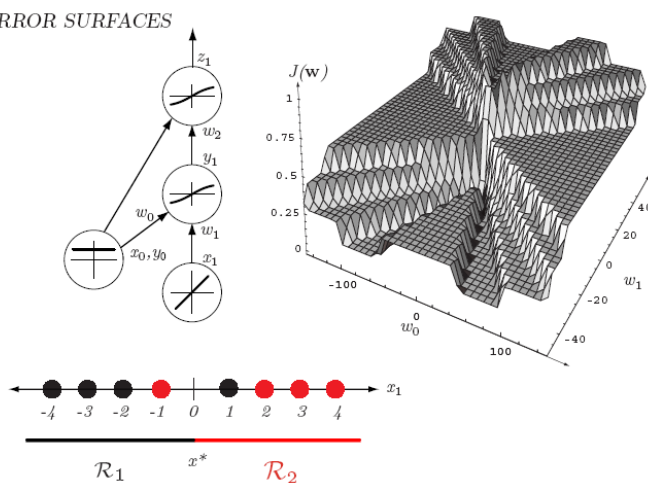 RROR SURFACES
z₁
w₂
y₁
w₀
w₁
x₀, y₀
x₁
J(w)
1
0.75
0.5
0.25
0
-100
0
100
w₀
40
20
0
-20
-40
w₁
-4 -3 -2 -1 0 1 2 3 4 x₁
R₁ x* R₂